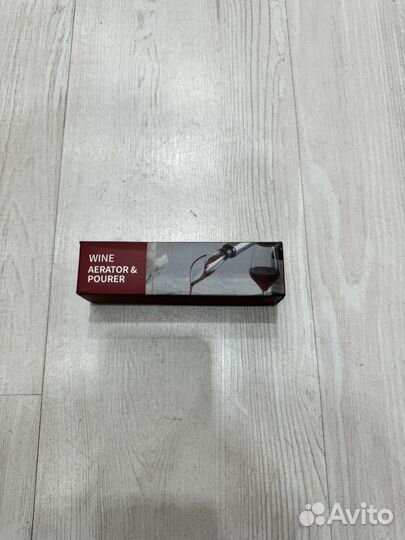 WINE
AERATOR &
POURER
Avito